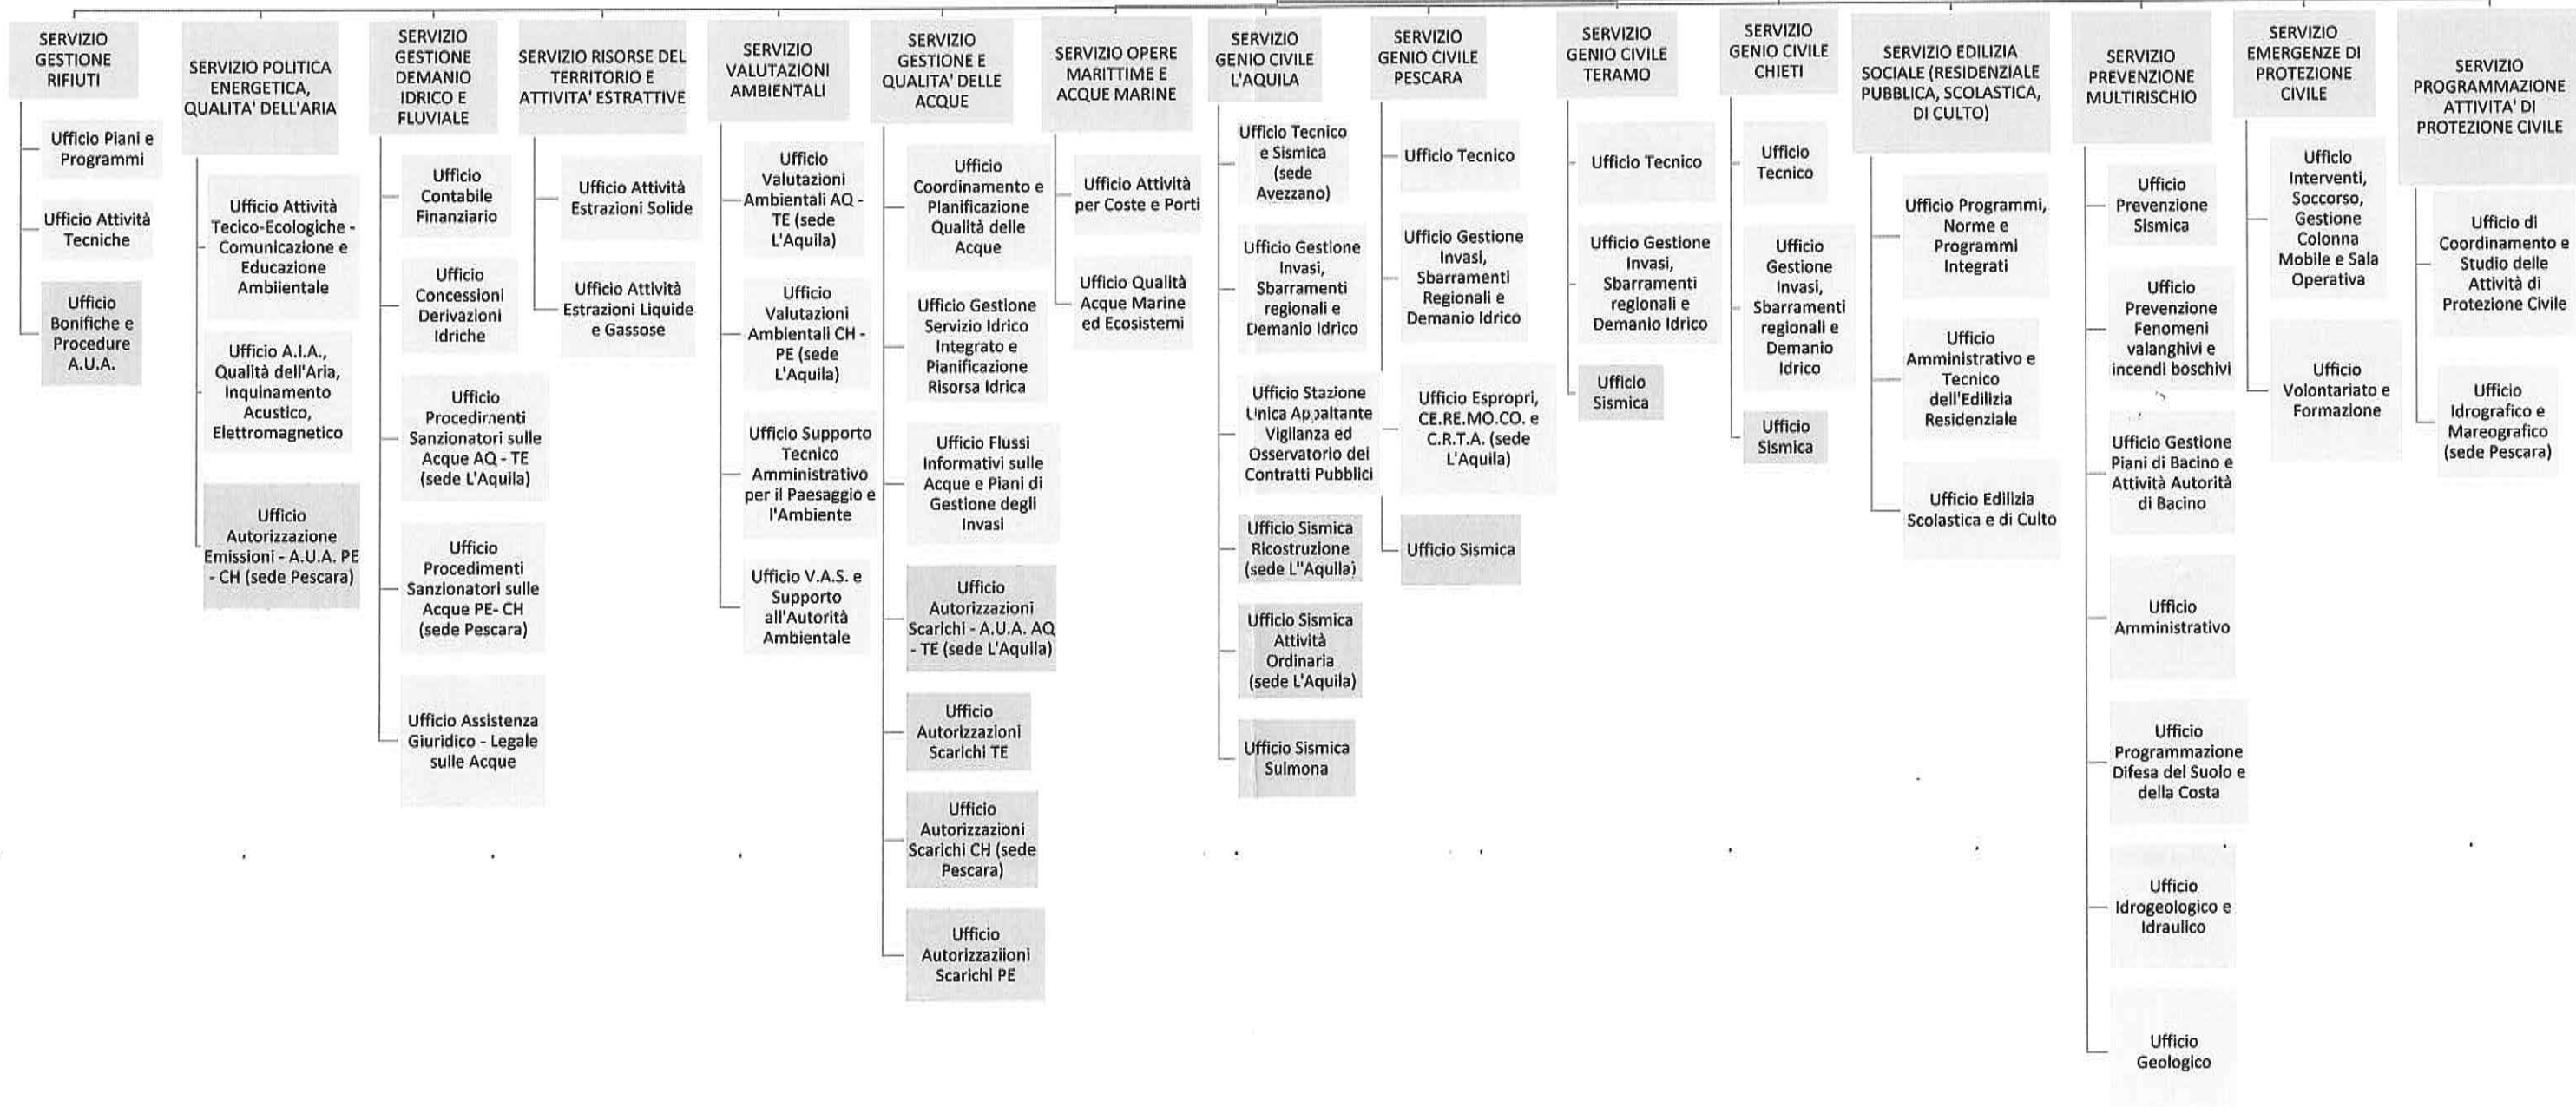 SERVIZIO
GESTIONE
RIFIUTI
Ufficio Piani e
Programmi
Ufficio Attività
Tecniche
Ufficio
Bonifiche e
Procedure
A.U.A.
SERVIZIO POLITICA
ENERGETICA,
QUALITA' DELL'ARIA
Ufficio Attività
Tecico-Ecologiche -
Comunicazione e
Educazione
Ambiientale
Ufficio A.I.A.,
Qualità dell'Aria,
Inquinamento
Acustico,
Elettromagnetico
Ufficio
Autorizzazione
Emissioni - A.U.A. PE
- CH (sede Pescara)
SERVIZIO
GESTIONE
DEMANIO
IDRICO E
FLUVIALE
Ufficio
Contabile
Finanziario
Ufficio
Concessioni
Derivazioni
Idriche
Ufficio
Procedimenti
Sanzionatori sulle
Acque AQ - TE
(sede L'Aquila)
Ufficio
Procedimenti
Sanzionatori sulle
Acque PE- CH
(sede Pescara)
Ufficio Assistenza
Giuridico - Legale
sulle Acque
SERVIZIO RISORSE DEL
TERRITORIO E
ATTIVITA' ESTRATTIVE
Ufficio Attività
Estrazioni Solide
Ufficio Attività
Estrazioni Liquide
e Gassose
SERVIZIO
VALUTAZIONI
AMBIENTALI
Ufficio
Valutazioni
Ambientali AQ -
TE (sede
L'Aquila)
Ufficio
Valutazioni
Ambientali CH -
PE (sede
L'Aquila)
Ufficio Supporto
Tecnico
Amministrativo
per il Paesaggio e
l'Ambiente
Ufficio V.A.S. e
Supporto
all'Autorità
Ambientale
SERVIZIO
GESTIONE E
QUALITA' DELLE
ACQUE
Ufficio
Coordinamento e
Planificazione
Qualità delle
Acque
Ufficio Gestione
Servizio Idrico
Integrato e
Pianificazione
Risorsa Idrica
Ufficio Flussi
Informativi sulle
Acque e Piani di
Gestione degli
Invasi
Ufficio
Autorizzazioni
Scarichi - A.U.A. AQ
- TE (sede L'Aquila)
Ufficio
Autorizzazioni
Scarichi TE
Ufficio
Autorizzazioni
Scarichi CH (sede
Pescara)
Ufficio
Autorizzaziioni
Scarichi PE
SERVIZIO OPERE
MARITTIME E
ACQUE MARINE
Ufficio Attività
per Coste e Porti
Ufficio Qualità
Acque Marine
ed Ecosistemi
SERVIZIO
GENIO CIVILE
L'AQUILA
Ufficio Tecnico
e Sismica
(sede
Avezzano)
Ufficio Gestione
Invasi,
Sbarramenti
regionali e
Demanio Idrico
Ufficio Stazione
Unica Appaltante
Vigilanza ed
Osservatorio dei
Contratti Pubblici
Ufficio Sismica
Ricostruzione
(sede L''Aquila)
Ufficio Sismica
Attività
Ordinaria
(sede L'Aquila)
Ufficio Sismica
Sulmona
SERVIZIO
GENIO CIVILE
PESCARA
Ufficio Tecnico
Ufficio Gestione
Invasi,
Sbarramenti
Regionali e
Demanio Idrico
Ufficio Espropri,
CE.RE.MO.CO. e
C.R.T.A. (sede
L'Aquila)
Ufficio Sismica
SERVIZIO
GENIO CIVILE
TERAMO
Ufficio Tecnico
Ufficio Gestione
Invasi,
Sbarramenti
regionali e
Demanio Idrico
Ufficio
Sismica
SERVIZIO
GENIO CIVILE
CHIETI
Ufficio
Tecnico
Ufficio
Gestione
Invasi,
Sbarramenti
regionali e
Demanio
Idrico
Ufficio
Sismica
SERVIZIO EDILIZIA
SOCIALE (RESIDENZIALE
PUBBLICA, SCOLASTICA,
DI CULTO)
Ufficio Programmi,
Norme e
Programmi
Integrati
Ufficio
Amministrativo e
Tecnico
dell'Edilizia
Residenziale
Ufficio Edilizia
Scolastica e di Culto
SERVIZIO
PREVENZIONE
MULTIRISCHIO
Ufficio
Prevenzione
Sismica
Ufficio
Prevenzione
Fenomeni
valanghivi e
incendi boschivi
Ufficio Gestione
Piani di Bacino e
Attività Autorità
di Bacino
Ufficio
Amministrativo
Ufficio
Programmazione
Difesa del Suolo e
della Costa
Ufficio
Idrogeologico e
Idraulico
Ufficio
Geologico
SERVIZIO
EMERGENZE DI
PROTEZIONE
CIVILE
Ufficio
Interventi,
Soccorso,
Gestione
Colonna
Mobile e Sala
Operativa
Ufficio
Volontariato e
Formazione
SERVIZIO
PROGRAMMAZIONE
ATTIVITA' DI
PROTEZIONE CIVILE
Ufficio di
Coordinamento e
Studio delle
Attività di
Protezione Civile
Ufficio
Idrografico e
Mareografico
(sede Pescara)